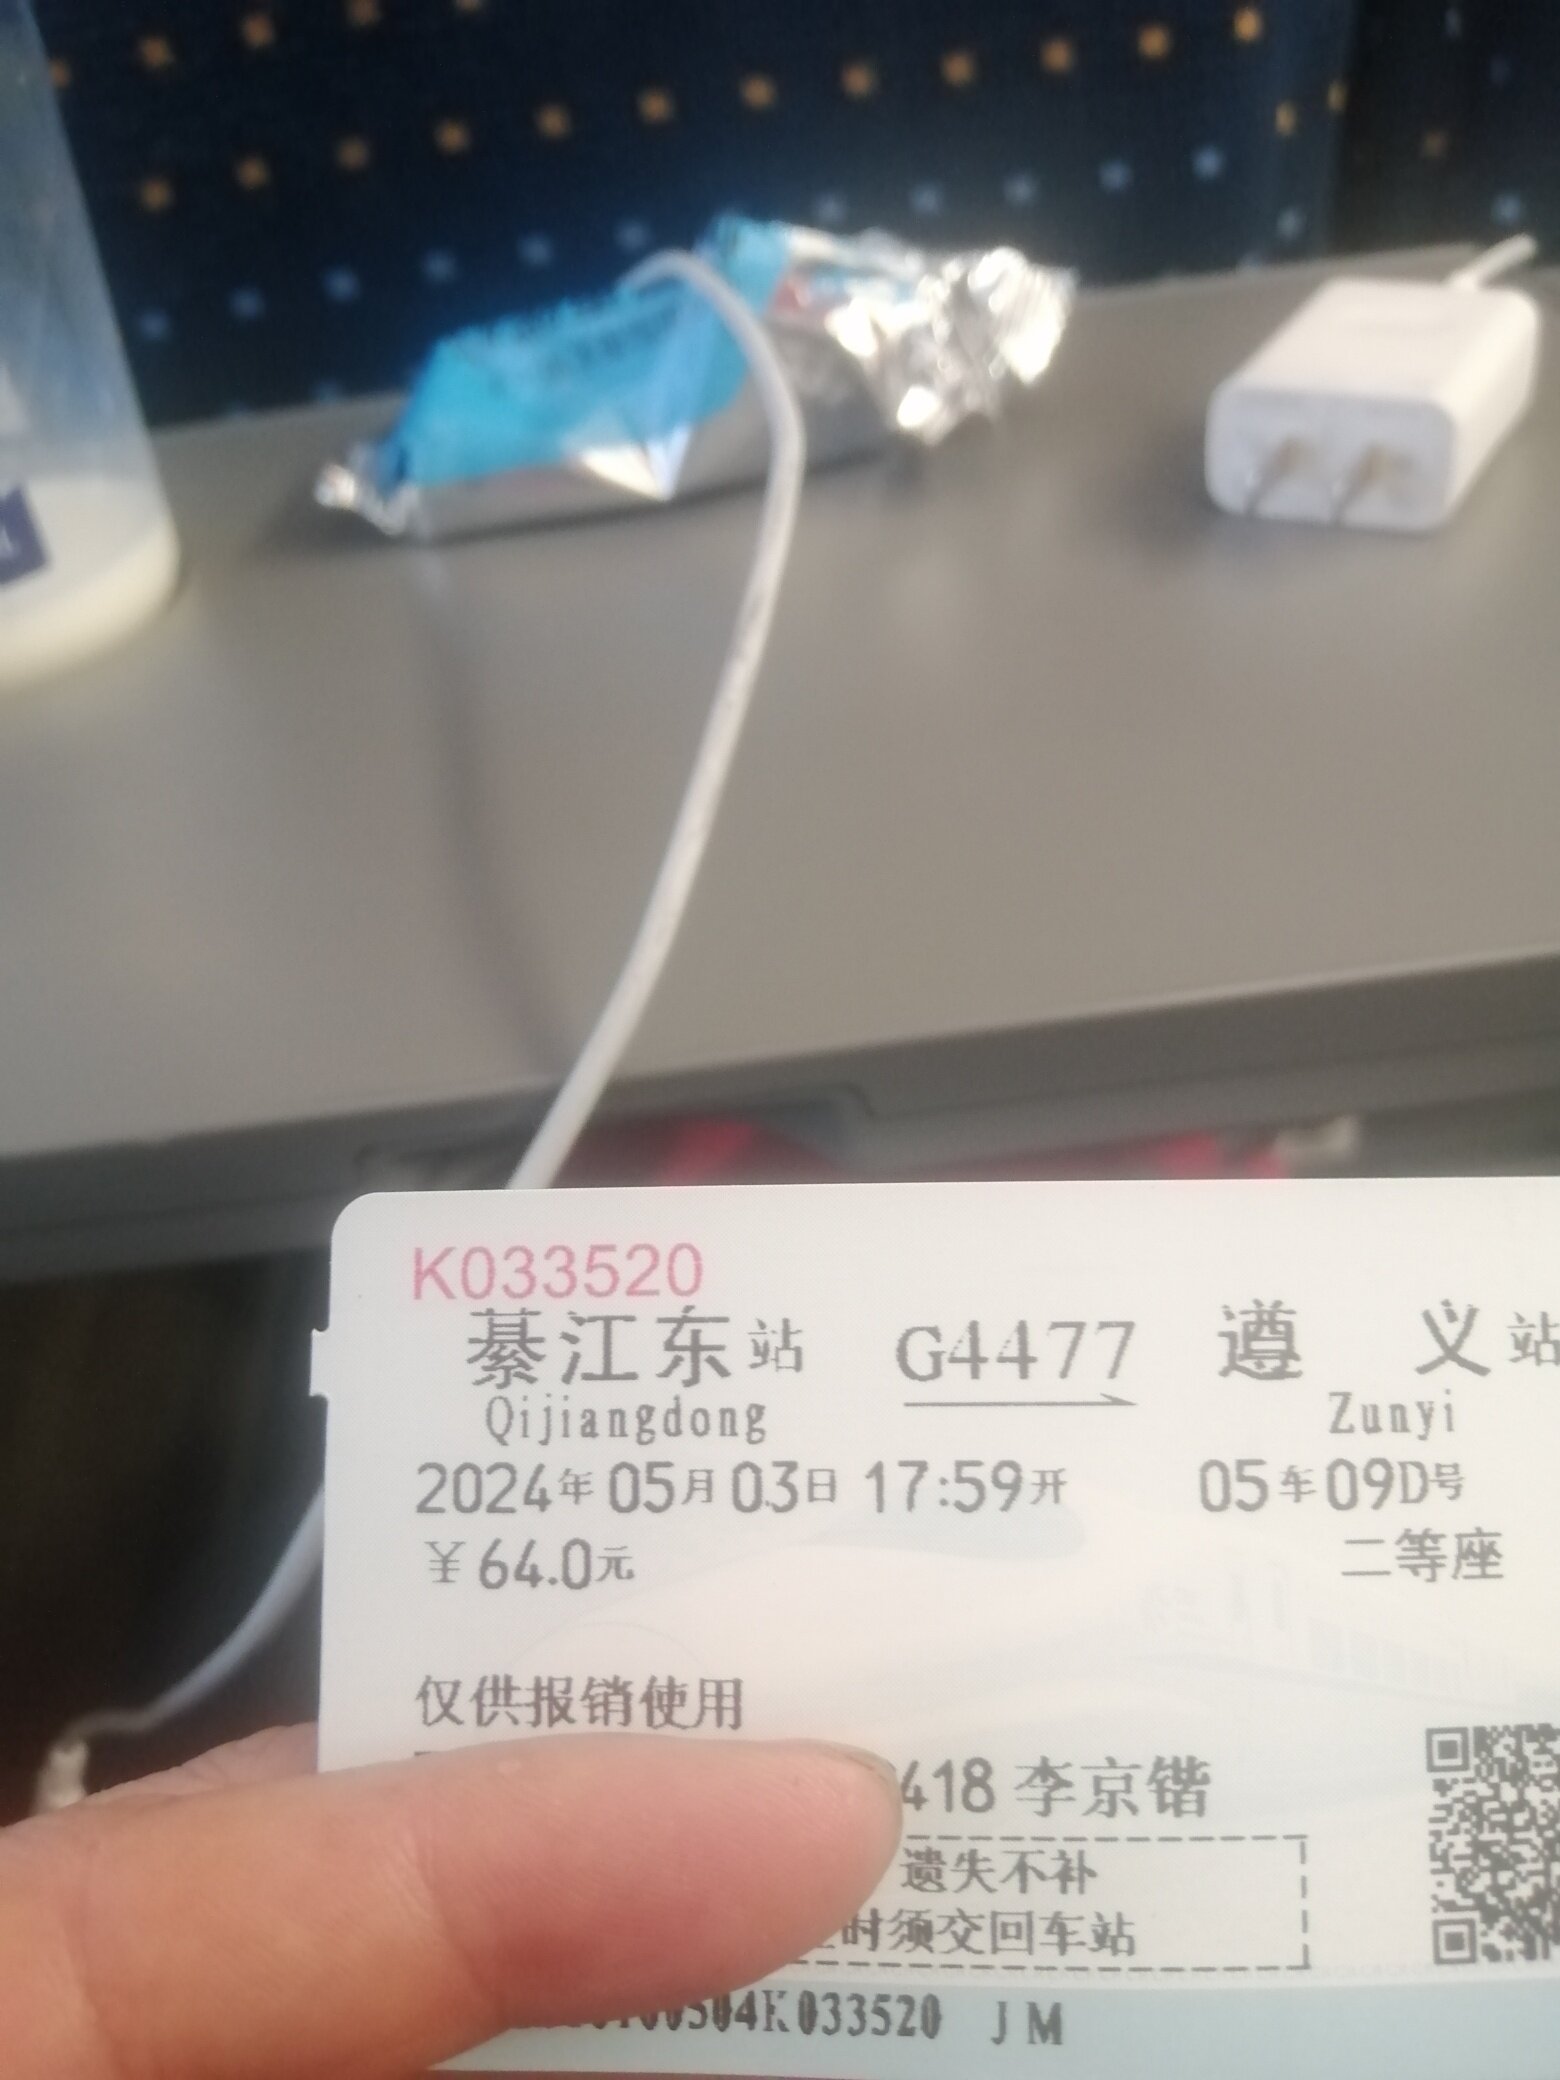 K033520
綦江东站 G4477 遵义站
Qijiangdong Zunyi
2024年05月03日 17:59开 05车09D号
¥64.0元 二等座
仅供报销使用
418 李京锴
遗失不补
时须交回车站
00504K033520 JM